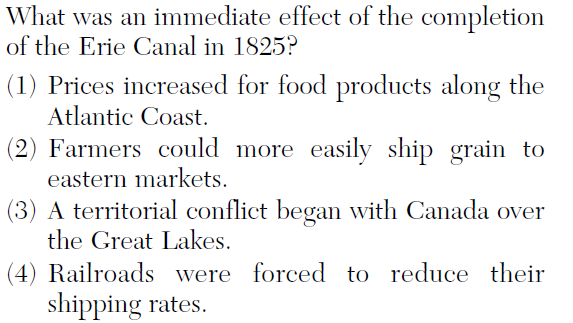 What was an immediate effect of the completion
of the Erie Canal in 1825?
(1) Prices increased for food products along the
Atlantic Coast.
(2) Farmers could more easily ship grain to
eastern markets.
(3) A territorial conflict began with Canada over
the Great Lakes.
(4) Railroads were forced to reduce their
shipping rates.